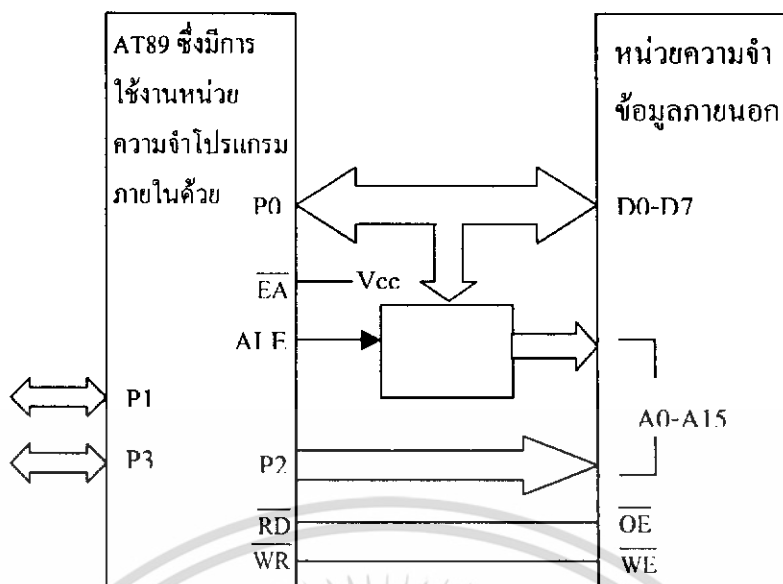 AT89 ซึ่งมีการ
ใช้งานหน่วย
ความจำโปรแกรม
ภายในด้วย
หน่วยความจำ
ข้อมูลภายนอก
P0
D0-D7
EA
Vcc
ALE
P1
A0-A15
P3
P2
RD
OE
WR
WE